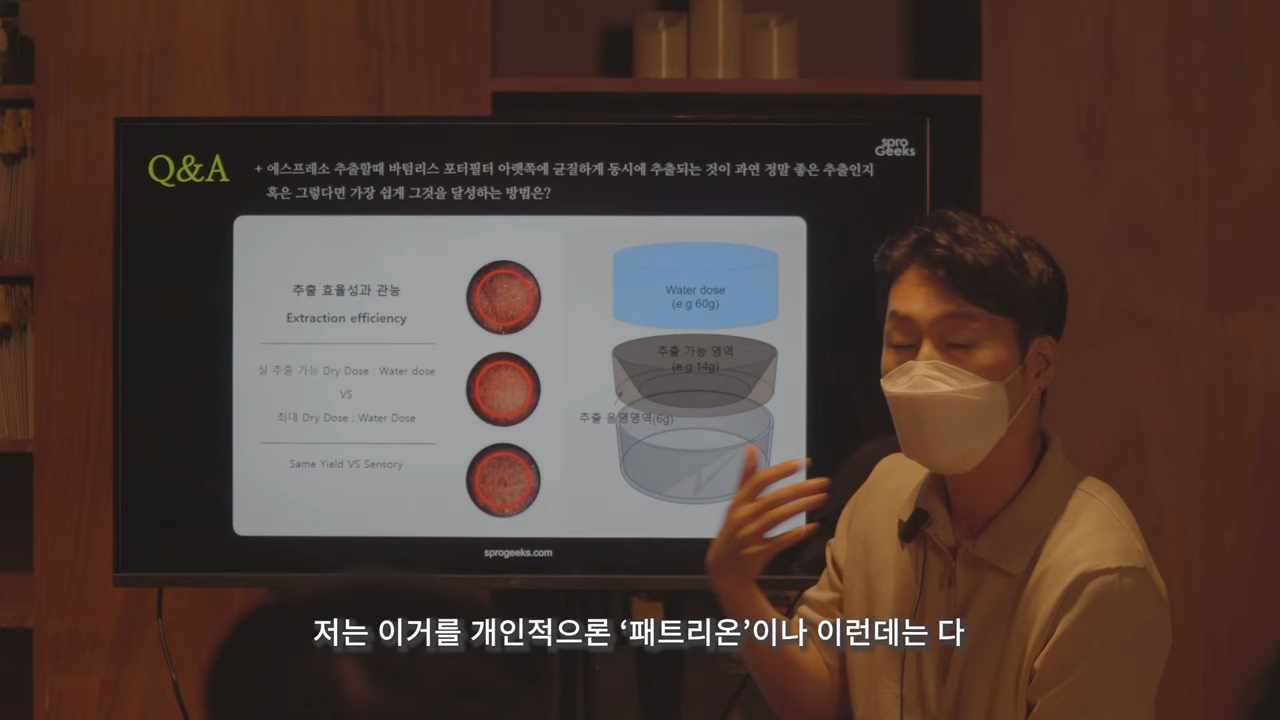 Q&A
+ 에스프레소 추출할때 바텀리스 포터필터 아랫쪽에 균질하게 동시에 추출되는 것이 과연 정말 좋은 추출인지
혹은 그렇다면 가장 쉽게 그것을 달성하는 방법은?
spro
Geeks
추출 효율성과 관능
Extraction efficiency
실 추출 가능 Dry Dose : Water dose
VS
최대 Dry Dose : Water Dose
Same Yield VS Sensory
Water dose
(e.g 60g)
추출 가능 영역
(e.g 14g)
추출 음영영역(6g)
sprogeeks.com
저는 이거를 개인적으론 ‘패트리온’이나 이런데는 다